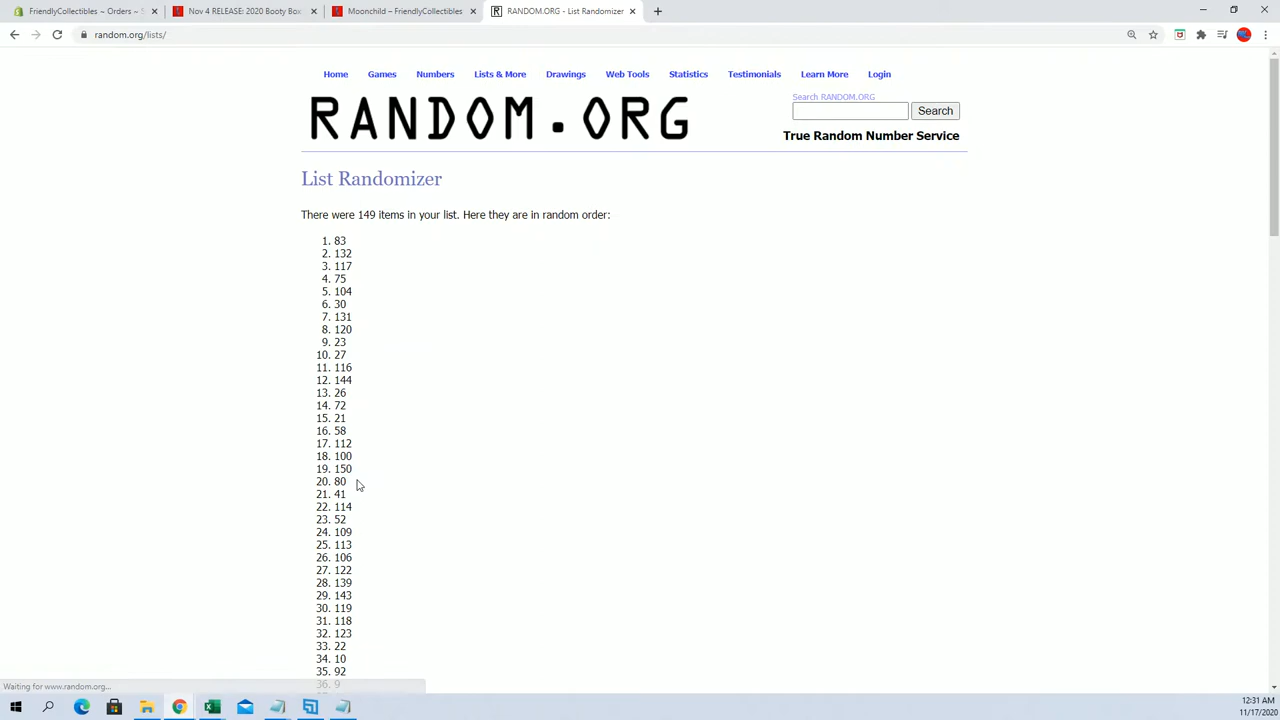 FriendlyCollectibles ~ Orders ~
Nov 4 RELEASE: 2020 Booty Box
Moonchild – FriendlyCollectibles
RANDOM.ORG - List Randomizer
random.org/lists/
Home Games Numbers Lists & More Drawings Web Tools Statistics Testimonials Learn More Login
RANDOM.ORG
Search RANDOM.ORG
Search
True Random Number Service
List Randomizer
There were 149 items in your list. Here they are in random order:
1. 83
2. 132
3. 117
4. 75
5. 104
6. 30
7. 131
8. 120
9. 23
10. 27
11. 116
12. 144
13. 26
14. 72
15. 21
16. 58
17. 112
18. 100
19. 150
20. 80
21. 41
22. 114
23. 52
24. 109
25. 113
26. 106
27. 122
28. 139
29. 143
30. 119
31. 118
32. 123
33. 22
34. 10
35. 92
36. 9
Waiting for www.random.org...
12:31 AM
11/17/2020